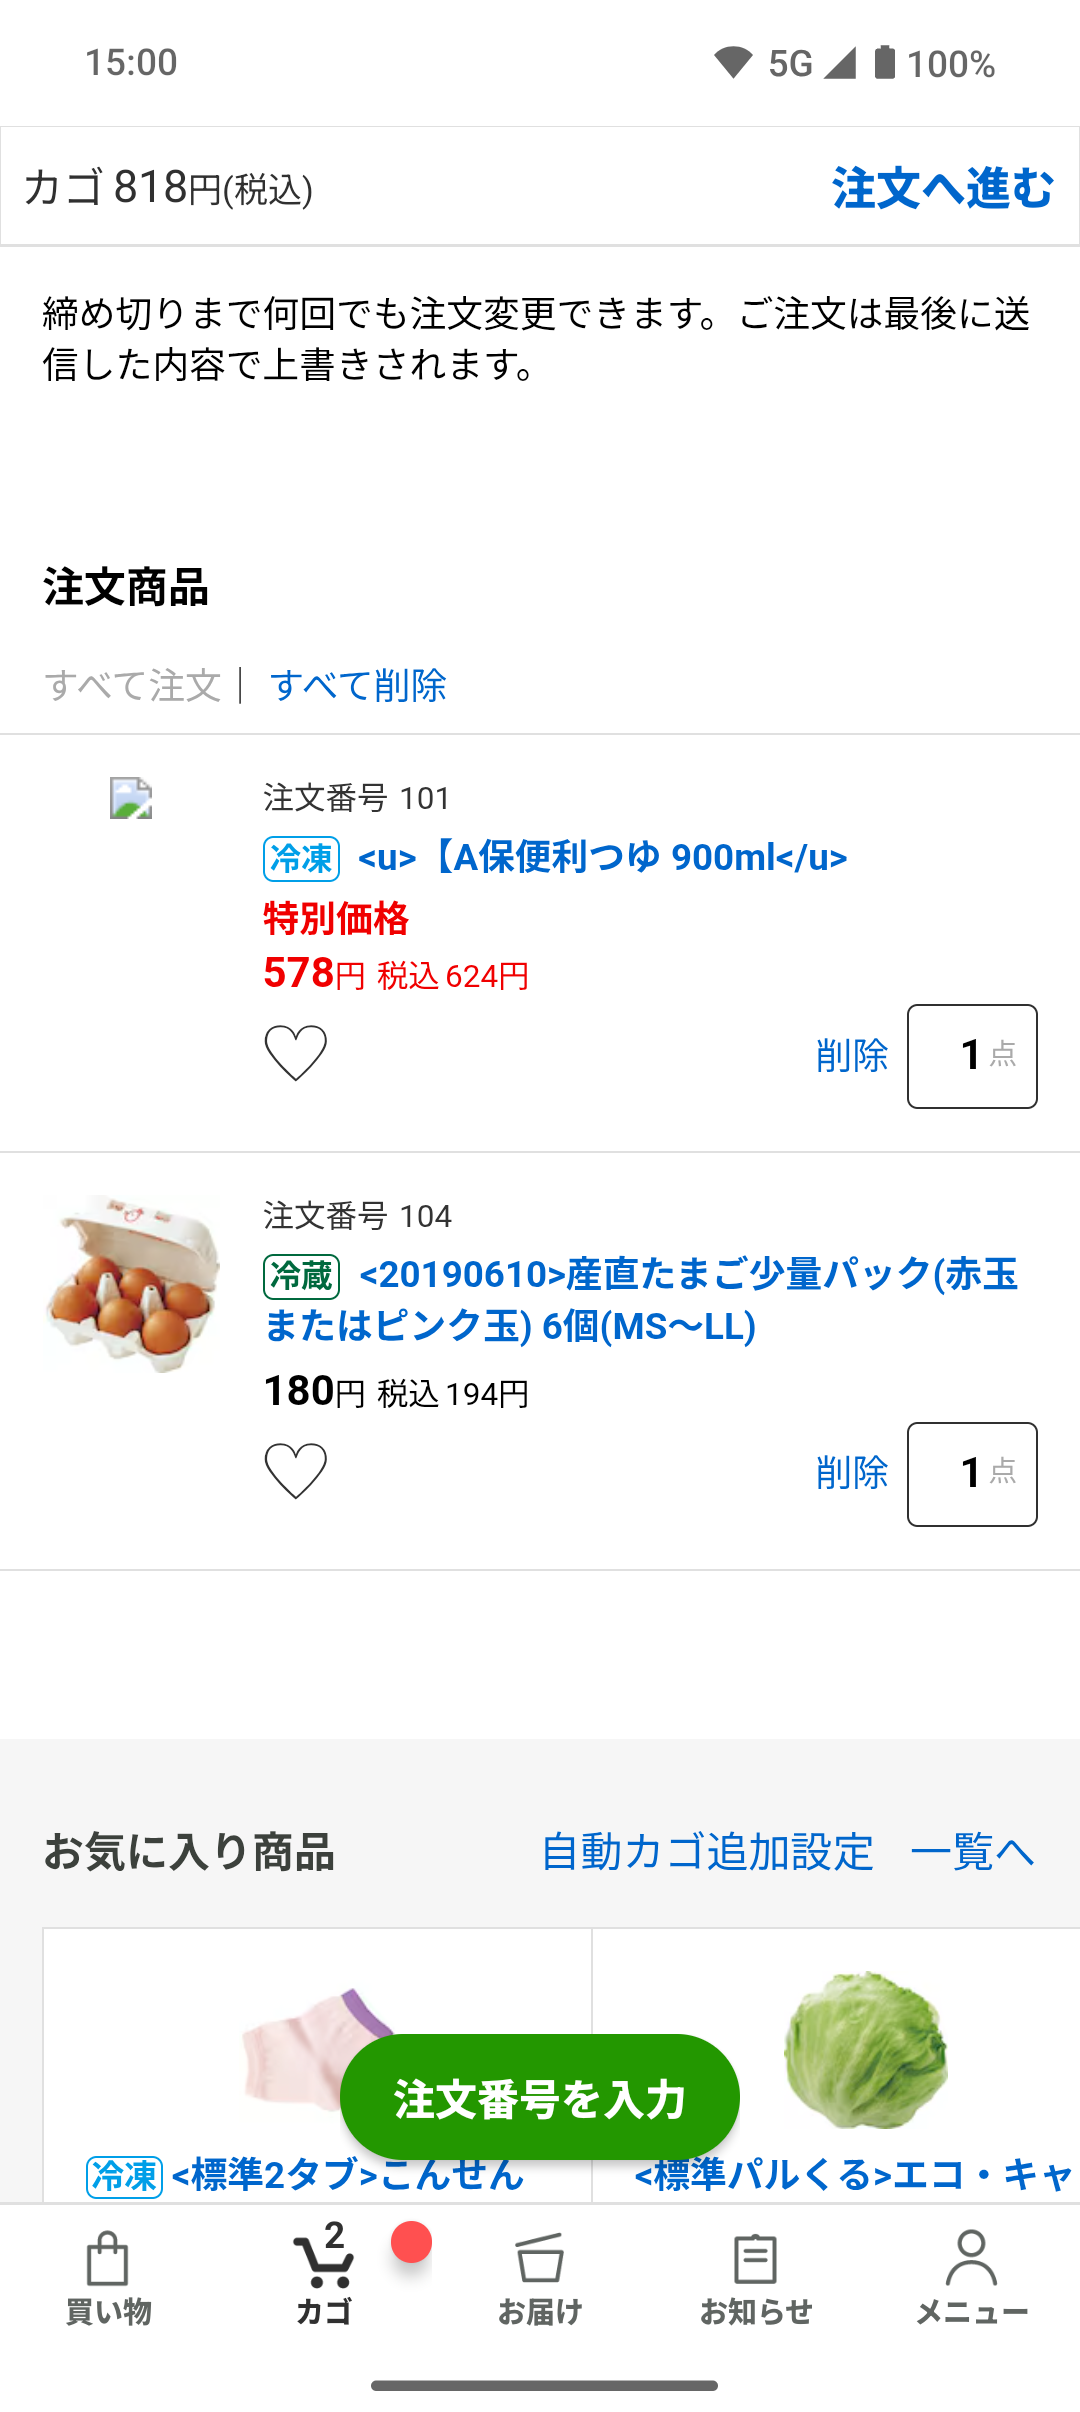 15:00
5G 100%
カゴ 818円(税込)
注文へ進む
締め切りまで何回でも注文変更できます。ご注文は最後に送
信した内容で上書きされます。
注文商品
すべて注文 | すべて削除
注文番号 101
冷凍 <u>【A保便利つゆ 900ml</u>
特別価格
578円 税込 624円
削除 1 点
注文番号 104
冷蔵 <20190610>産直たまご少量パック(赤玉
またはピンク玉) 6個(MS〜LL)
180円 税込 194円
削除 1 点
お気に入り商品
自動カゴ追加設定 一覧へ
注文番号を入力
冷凍 <標準2タブ>こんせん
<標準パルくる>エコ・キャ
2
買い物
カゴ
お届け
お知らせ
メニュー